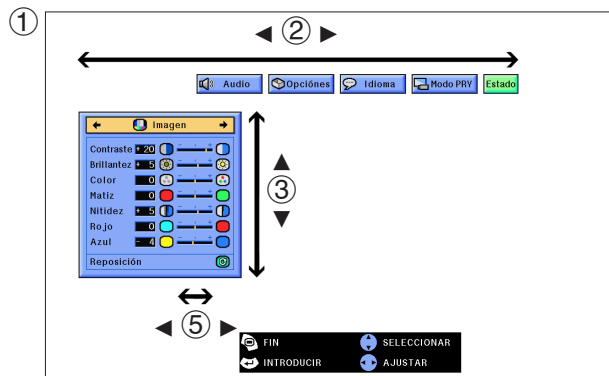 ①
◄ ② ►
Audio Opciónes Idioma Modo PRY Estado
Imagen
Contraste + 20
Brillantez + 5
▲
③
▼
Color 0
Matiz 0
Nitidez + 5
Rojo 0
Azul - 4
Reposición
◄ ⑤ ►
FIN SELECCIONAR
INTRODUCIR AJUSTAR